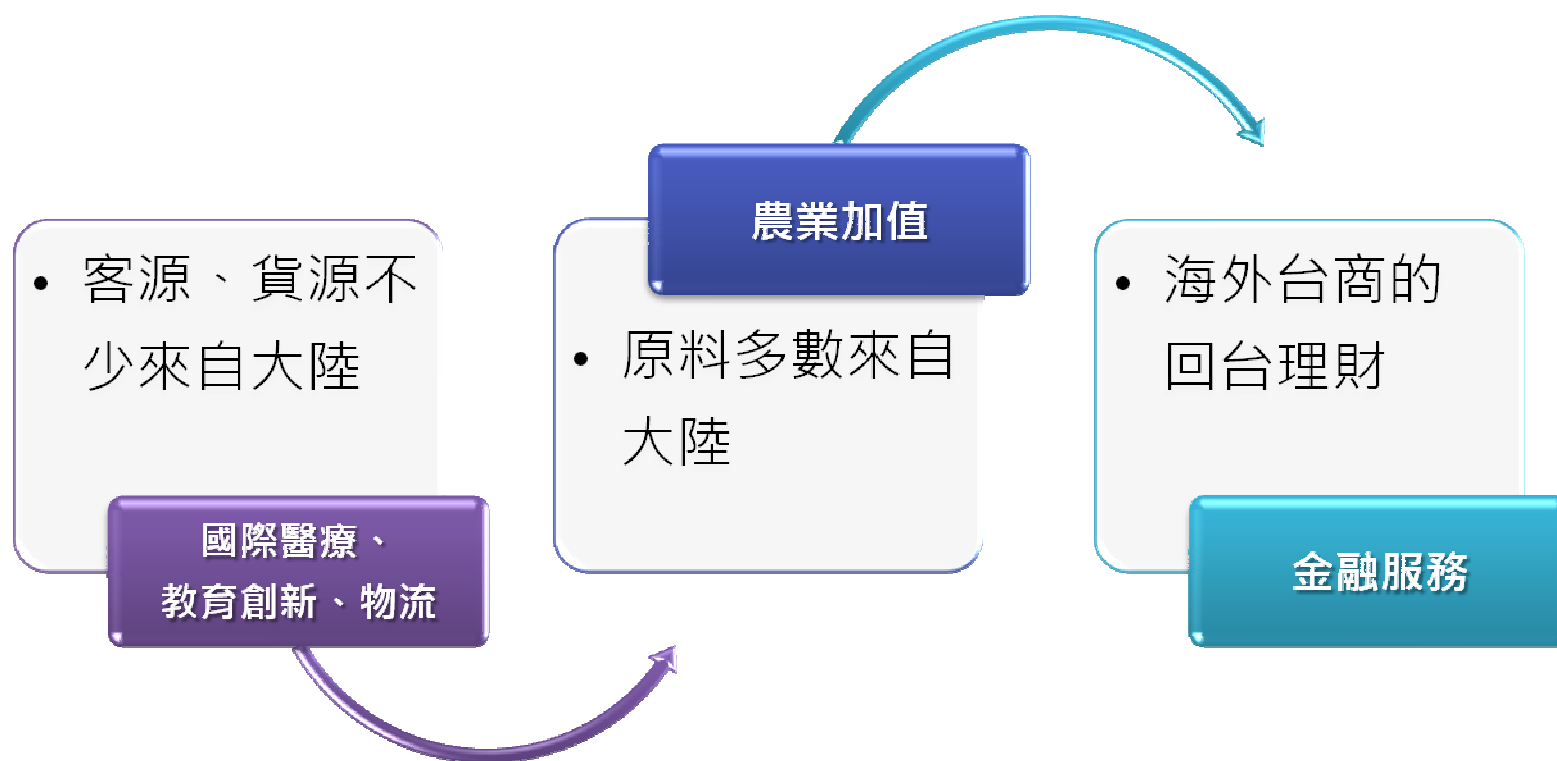 • 客源、貨源不
少來自大陸
國際醫療、
教育創新、物流
農業加值
• 原料多數來自
大陸
• 海外台商的
回台理財
金融服務